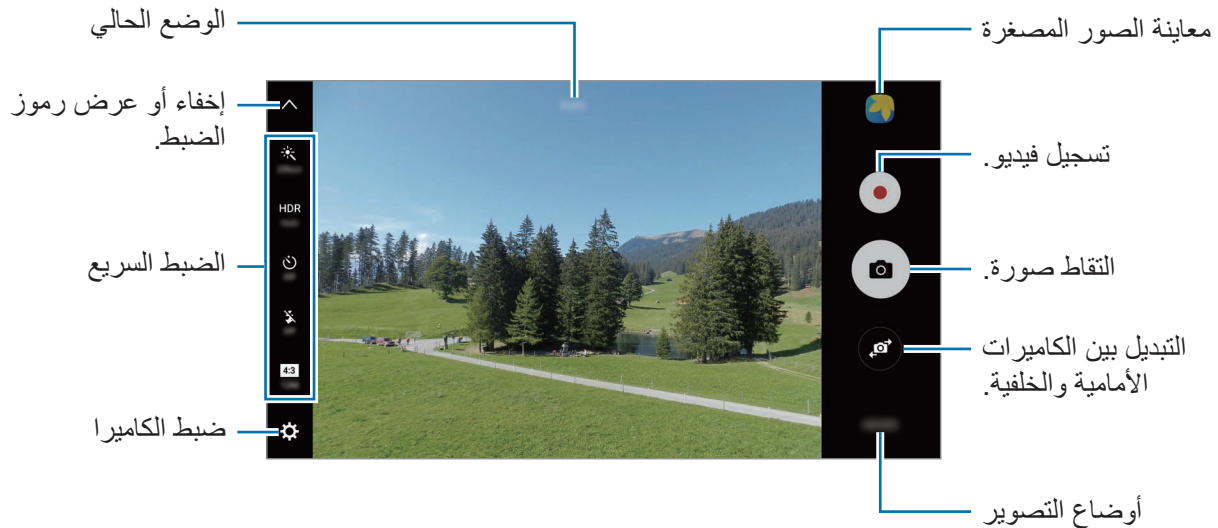 الوضع الحالي
معاينة الصور المصغرة
إخفاء أو عرض رموز
الضبط.
تسجيل فيديو.
HDR
الضبط السريع
التقاط صورة.
التبديل بين الكاميرات
الأمامية والخلفية.
4:3
ضبط الكاميرا
أوضاع التصوير